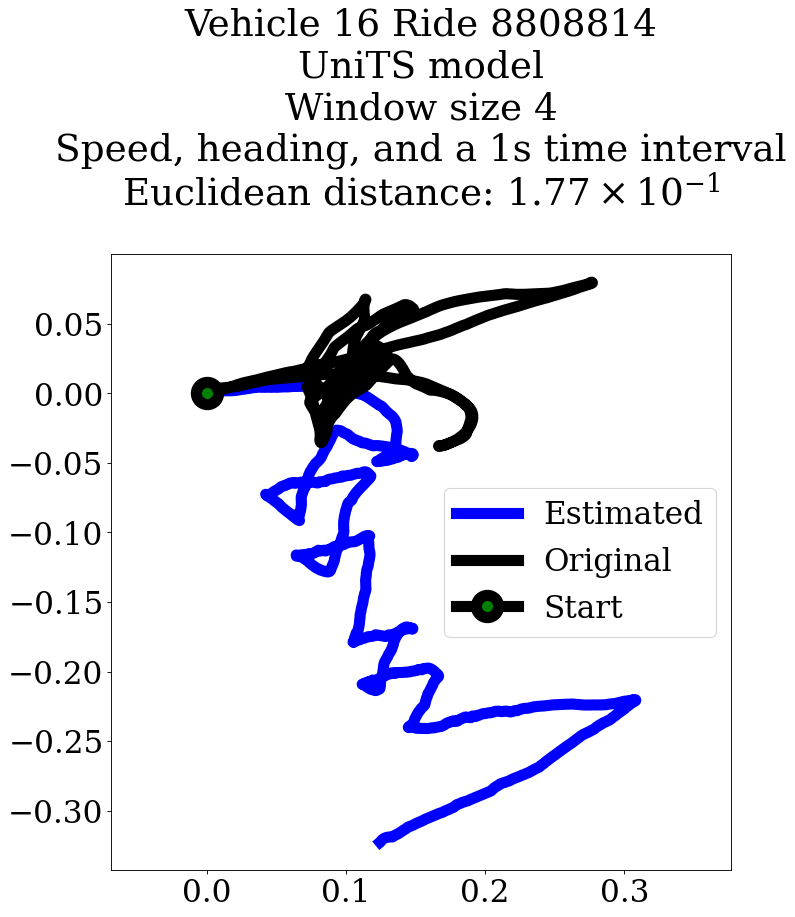 Vehicle 16 Ride 8808814
UniTS model
Window size 4
Speed, heading, and a 1s time interval
Euclidean distance: 1.77 × 10⁻¹
0.05
0.00
−0.05
−0.10
−0.15
−0.20
−0.25
−0.30
Estimated
Original
Start
0.0 0.1 0.2 0.3